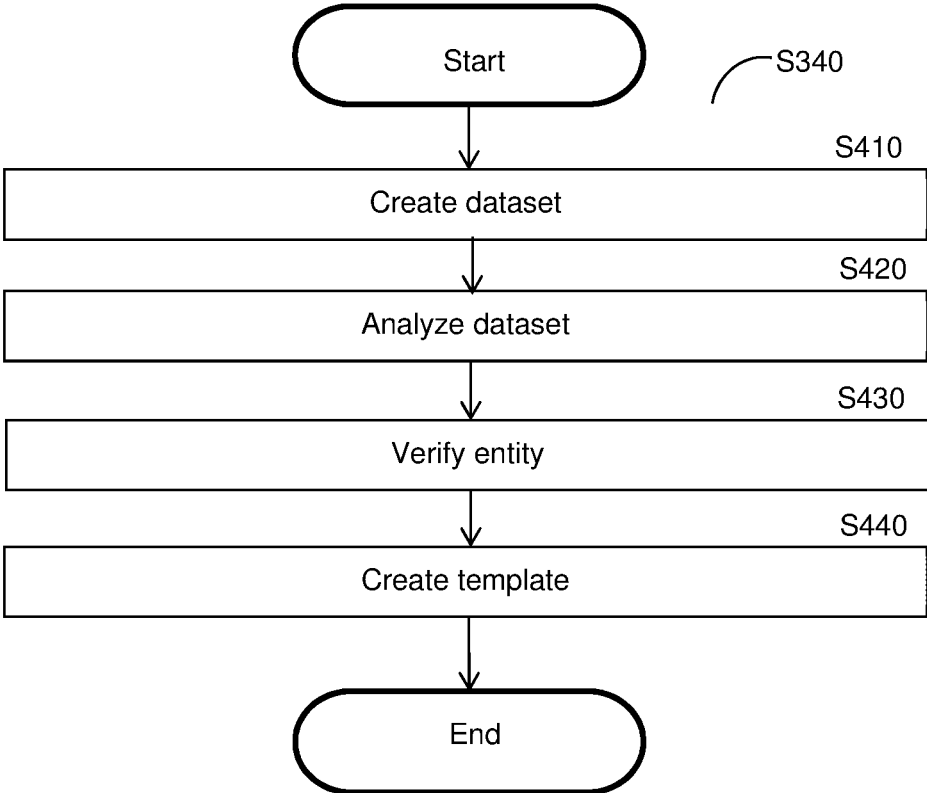 Start
S340
S410
Create dataset
S420
Analyze dataset
S430
Verify entity
S440
Create template
End